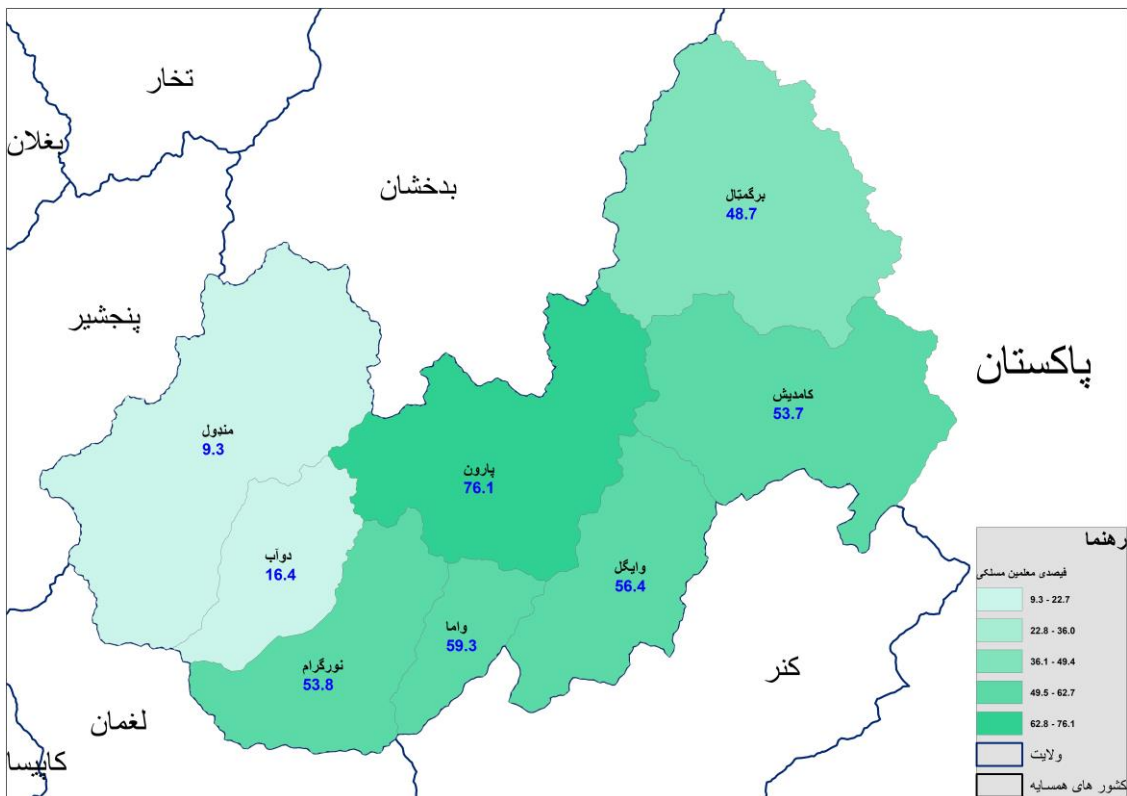 تخار
بغلان
بدخشان
پنجشیر
برگمتال
48.7
پاکستان
کامدیش
53.7
مندول
9.3
پارون
76.1
دوآب
16.4
وایگل
56.4
واما
59.3
نورگرام
53.8
کنر
لغمان
کاپیسا
رهنما
فیصدی معلمین مسلکی
9.3 - 22.7
22.8 - 36.0
36.1 - 49.4
49.5 - 62.7
62.8 - 76.1
ولایت
کشور های همسایه